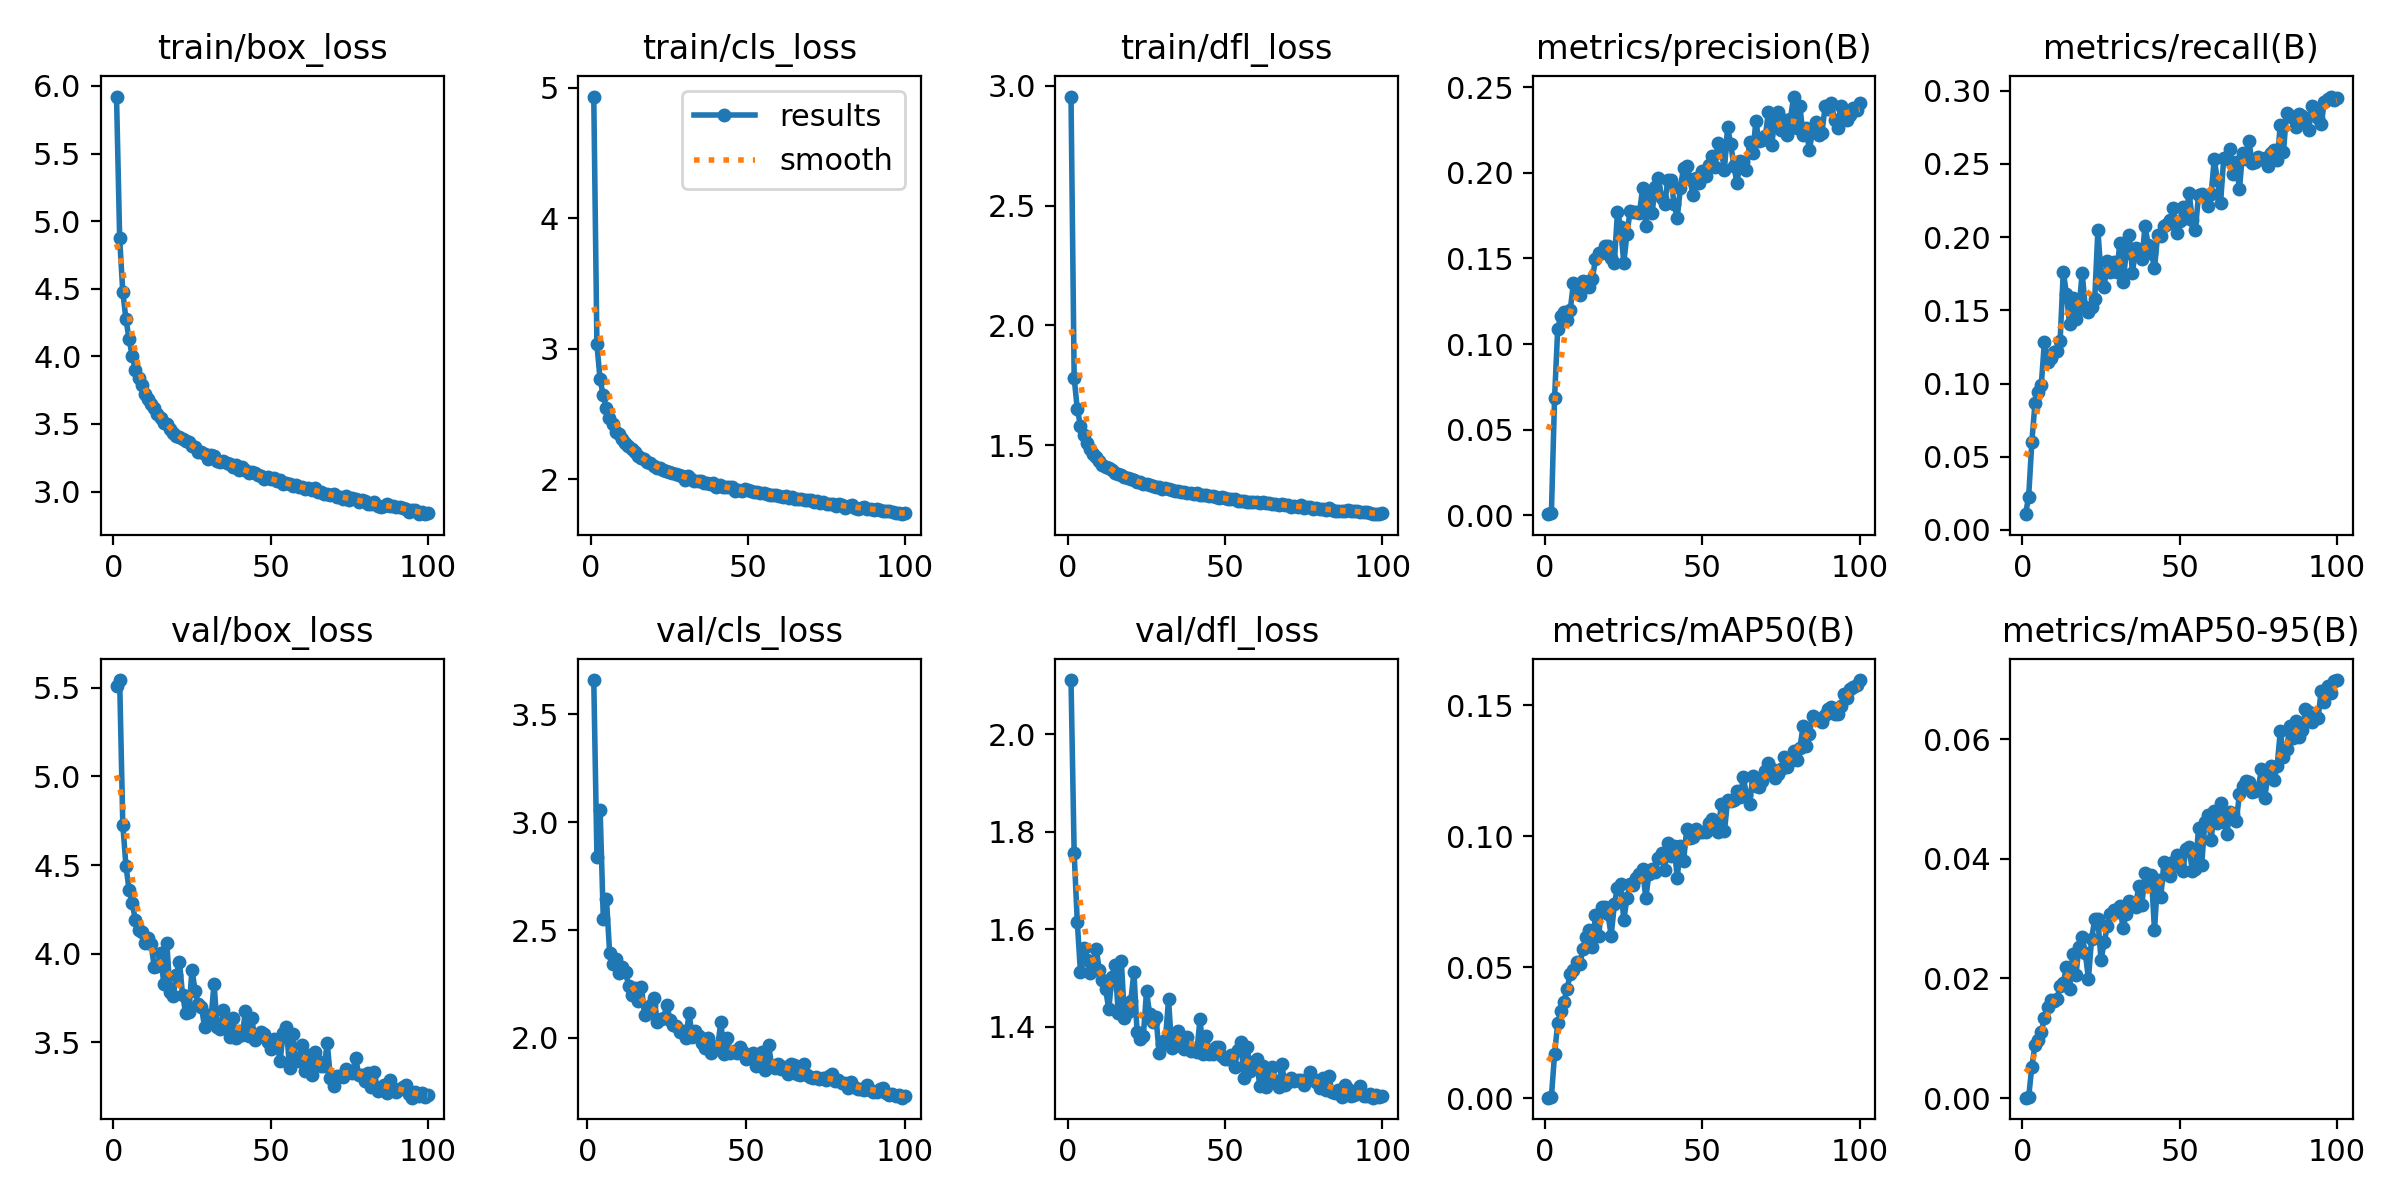 train/box_loss
6.0
5.5
5.0
4.5
4.0
3.5
3.0
0 50 100
train/cls_loss
5
4
3
2
results
smooth
0 50 100
train/dfl_loss
3.0
2.5
2.0
1.5
0 50 100
metrics/precision(B)
0.25
0.20
0.15
0.10
0.05
0.00
0 50 100
metrics/recall(B)
0.30
0.25
0.20
0.15
0.10
0.05
0.00
0 50 100
val/box_loss
5.5
5.0
4.5
4.0
3.5
0 50 100
val/cls_loss
3.5
3.0
2.5
2.0
0 50 100
val/dfl_loss
2.0
1.8
1.6
1.4
0 50 100
metrics/mAP50(B)
0.15
0.10
0.05
0.00
0 50 100
metrics/mAP50-95(B)
0.06
0.04
0.02
0.00
0 50 100